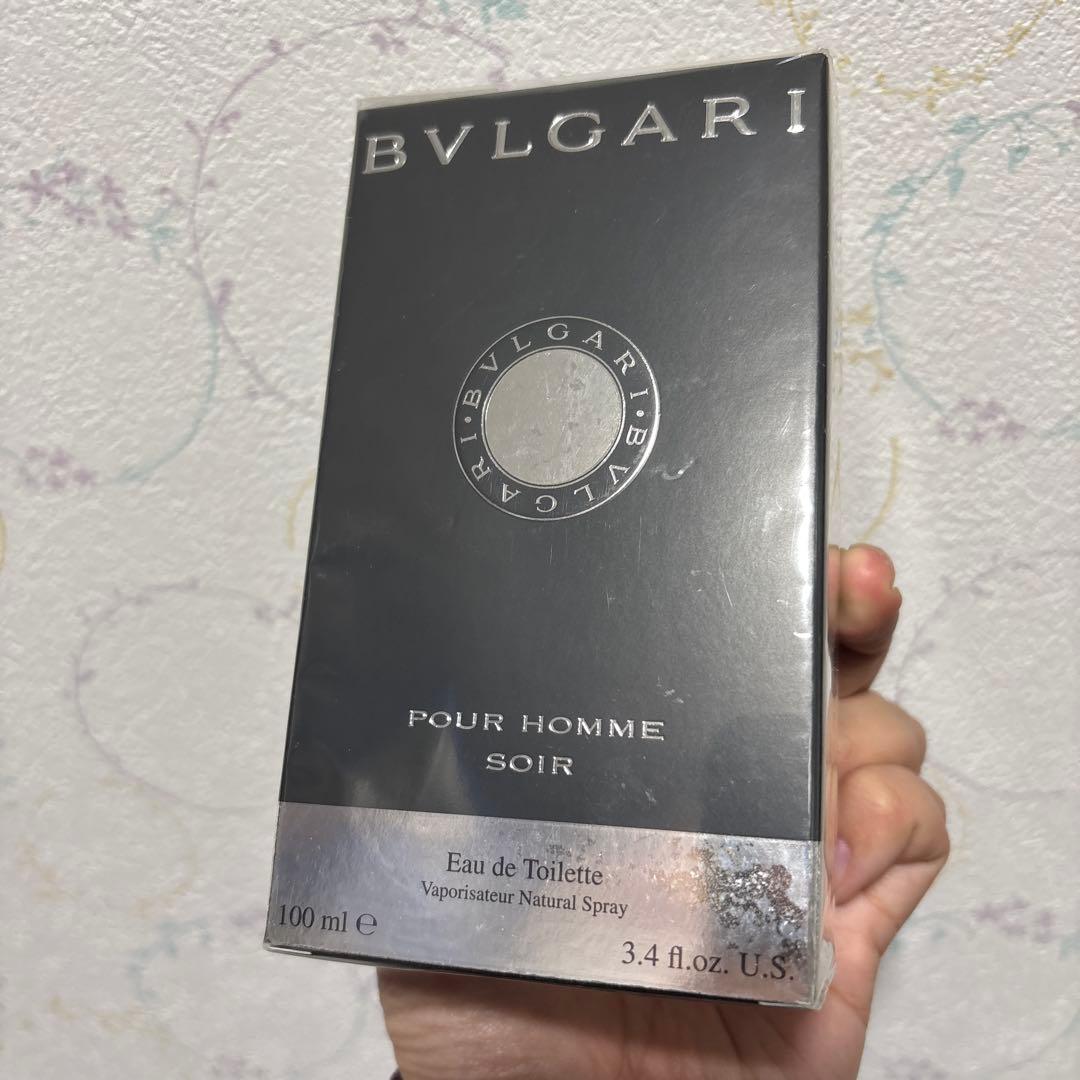 BVLGARI
BVLGARI · BVLGARI ·
POUR HOMME
SOIR
Eau de Toilette
Vaporisateur Natural Spray
100 ml ℮
3.4 fl.oz. U.S.